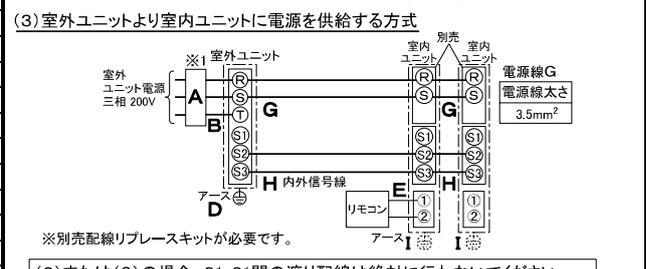 (3)室外ユニットより室内ユニットに電源を供給する方式
別売
※1 室外ユニット 室内ユニット 室内ユニット
室外ユニット電源
三相 200V
A
B
R
S
T
S1
S2
S3
G
H 内外信号線
アース
D
R
S
S1
S2
S3
E
リモコン
①
②
アース I
G
H
R
S
S1
S2
S3
①
②
I
電源線G
電源線太さ
3.5mm²
※別売配線リプレースキットが必要です。